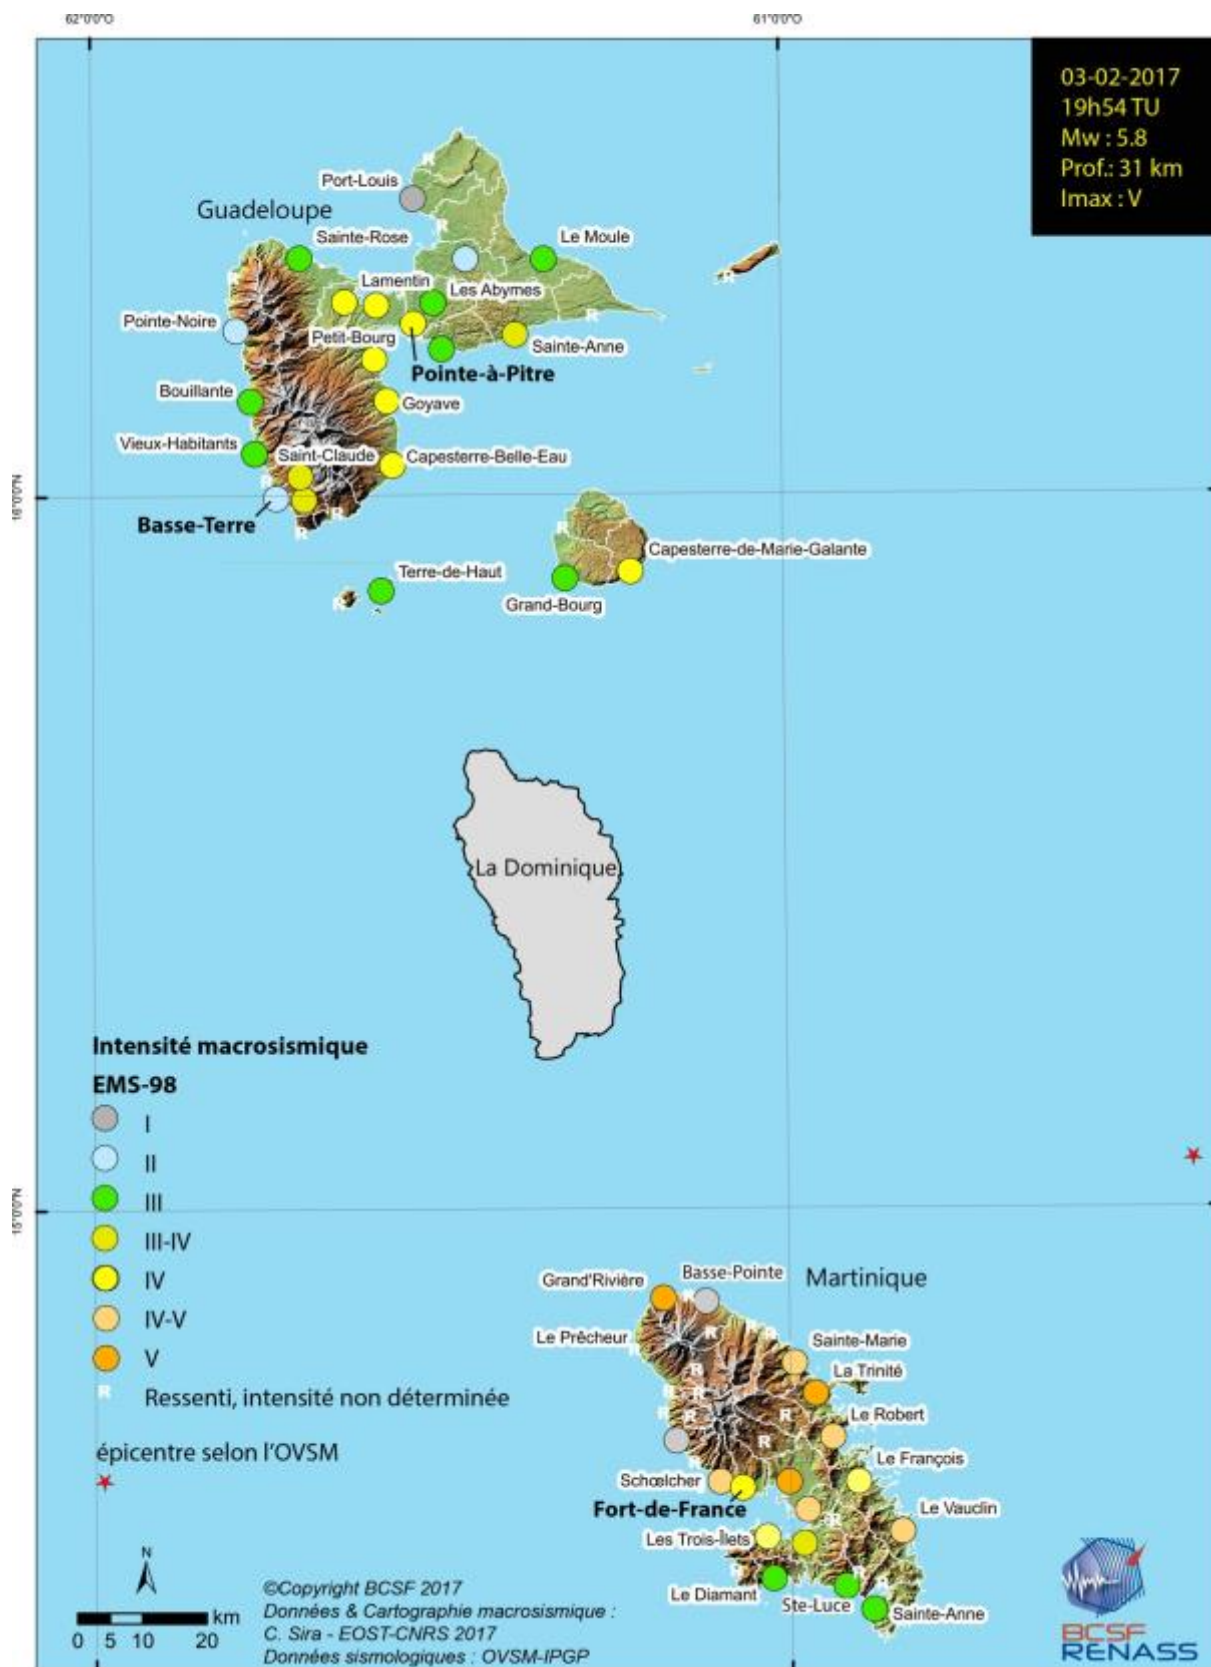 62°0'0"O
61°0'0"O
03-02-2017
19h54 TU
Mw : 5.8
Prof.: 31 km
Imax : V
R
Port-Louis
Guadeloupe
R
Sainte-Rose
Le Moule
R
R
Lamentin
Les Abymes
Pointe-Noire
R
Petit-Bourg
Sainte-Anne
Pointe-à-Pitre
Bouillante
Goyave
Vieux-Habitants
Saint-Claude
Capesterre-Belle-Eau
R
16°0'0"N
Basse-Terre
R
R
R
Capesterre-de-Marie-Galante
Terre-de-Haut
R
Grand-Bourg
La Dominique
Intensité macrosismique
EMS-98
I
II
III
15°0'0"N
III-IV
IV
IV-V
V
R Ressenti, intensité non déterminée
épicentre selon l'OVSM
Grand'Rivière
R
Basse-Pointe
Martinique
Le Prêcheur
R
R
R
Sainte-Marie
R
La Trinité
R
R
R
R
R
Le Robert
R
R
Le François
Schœlcher
Fort-de-France
Le Vauclin
R
Les Trois-Îlets
R
R
R
Le Diamant
Ste-Luce
Sainte-Anne
N
km
0 5 10 20
©Copyright BCSF 2017
Données & Cartographie macrosismique :
C. Sira - EOST-CNRS 2017
Données sismologiques : OVSM-IPGP
BCSF
RENASS